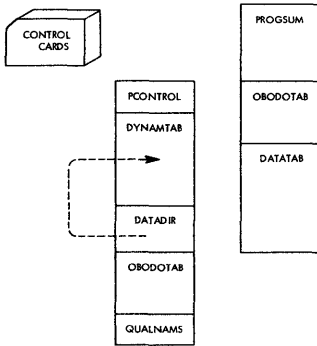 CONTROL
CARDS
PCONTROL
DYNAMTAB
DATADIR
OBODOTAB
QUALNAMS
PROGSUM
OBODOTAB
DATATAB